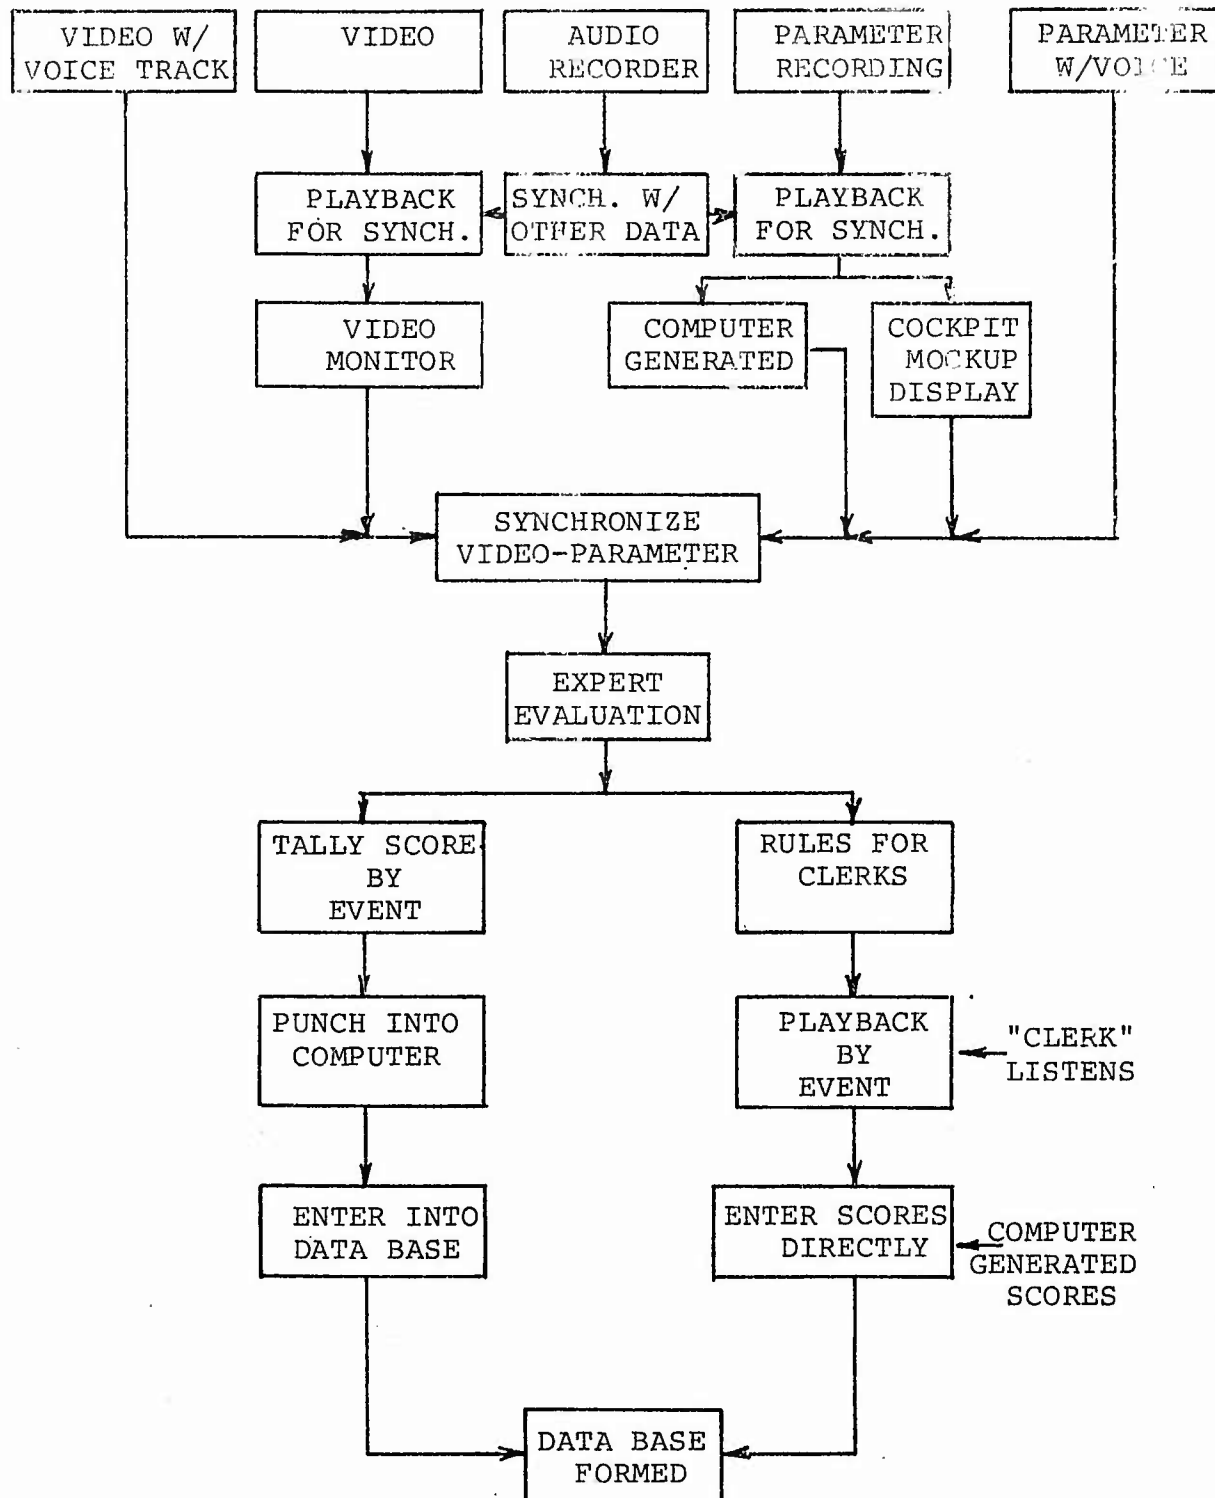 VIDEO W/
VOICE TRACK
VIDEO
AUDIO
RECORDER
PARAMETER
RECORDING
PARAMETER
W/VOICE
PLAYBACK
FOR SYNCH.
SYNCH. W/
OTHER DATA
PLAYBACK
FOR SYNCH.
VIDEO
MONITOR
COMPUTER
GENERATED
COCKPIT
MOCKUP
DISPLAY
SYNCHRONIZE
VIDEO-PARAMETER
EXPERT
EVALUATION
TALLY SCORE
BY
EVENT
RULES FOR
CLERKS
PUNCH INTO
COMPUTER
PLAYBACK
BY
EVENT
"CLERK"
LISTENS
ENTER INTO
DATA BASE
ENTER SCORES
DIRECTLY
COMPUTER
GENERATED
SCORES
DATA BASE
FORMED